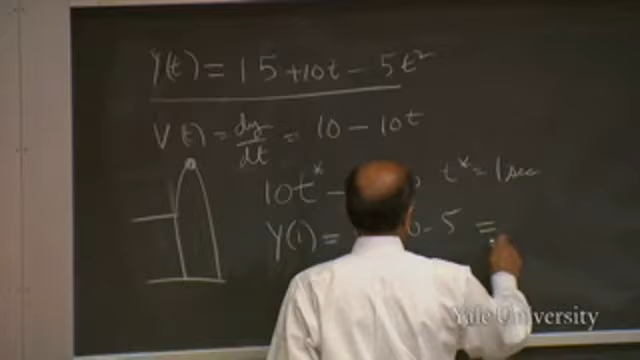 Y(t) = 15 + 10t - 5t²
V(t) = dy/dt = 10 - 10t
10t* - t* = 1 sec
y(1) = - 5 =
Yale University